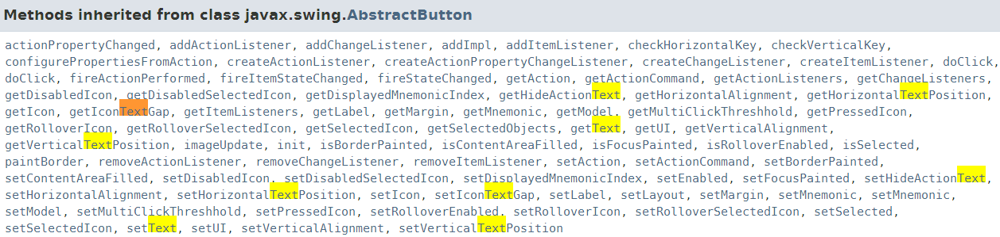 Methods inherited from class javax.swing.AbstractButton
actionPropertyChanged, addActionListener, addChangeListener, addImpl, addItemListener, checkHorizontalKey, checkVerticalKey,
configurePropertiesFromAction, createActionListener, createActionPropertyChangeListener, createChangeListener, createItemListener, doClick,
doClick, fireActionPerformed, fireItemStateChanged, fireStateChanged, getAction, getActionCommand, getActionListeners, getChangeListeners,
getDisabledIcon, getDisabledSelectedIcon, getDisplayedMnemonicIndex, getHideActionText, getHorizontalAlignment, getHorizontalTextPosition,
getIcon, getIconTextGap, getItemListeners, getLabel, getMargin, getMnemonic, getModel, getMultiClickThreshhold, getPressedIcon,
getRolloverIcon, getRolloverSelectedIcon, getSelectedIcon, getSelectedObjects, getText, getUI, getVerticalAlignment,
getVerticalTextPosition, imageUpdate, init, isBorderPainted, isContentAreaFilled, isFocusPainted, isRolloverEnabled, isSelected,
paintBorder, removeActionListener, removeChangeListener, removeItemListener, setAction, setActionCommand, setBorderPainted,
setContentAreaFilled, setDisabledIcon, setDisabledSelectedIcon, setDisplayedMnemonicIndex, setEnabled, setFocusPainted, setHideActionText,
setHorizontalAlignment, setHorizontalTextPosition, setIcon, setIconTextGap, setLabel, setLayout, setMargin, setMnemonic, setMnemonic,
setModel, setMultiClickThreshhold, setPressedIcon, setRolloverEnabled, setRolloverIcon, setRolloverSelectedIcon, setSelected,
setSelectedIcon, setText, setUI, setVerticalAlignment, setVerticalTextPosition